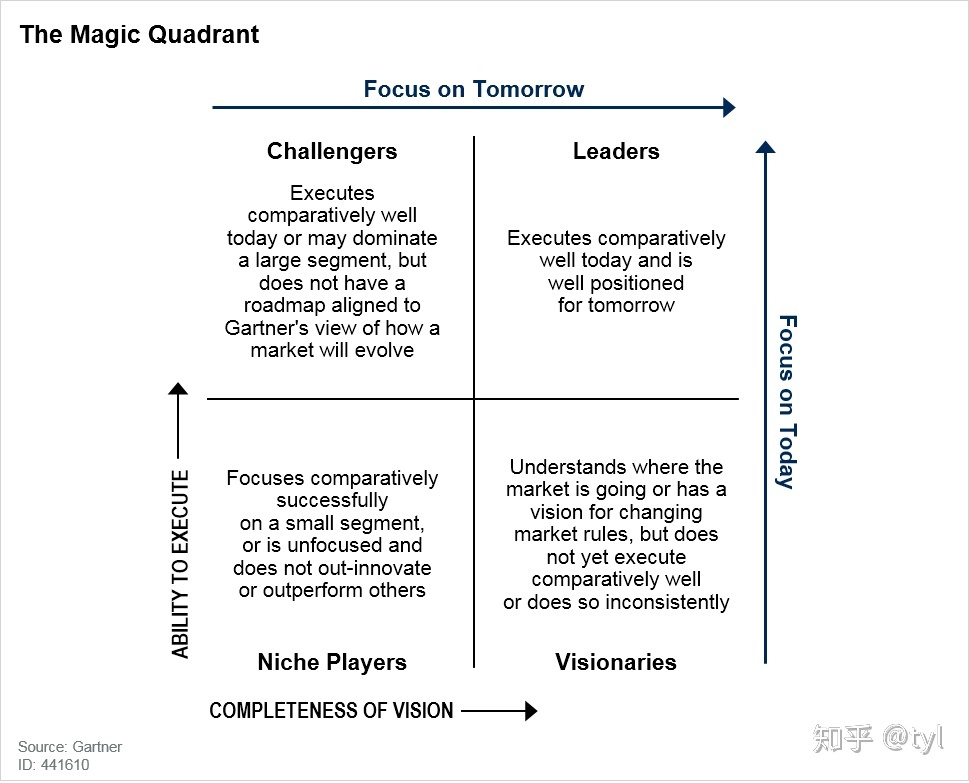 The Magic Quadrant
Focus on Tomorrow
Challengers
Executes
comparatively well
today or may dominate
a large segment, but
does not have a
roadmap aligned to
Gartner's view of how a
market will evolve
Leaders
Executes comparatively
well today and is
well positioned
for tomorrow
Focus on Today
ABILITY TO EXECUTE
Focuses comparatively
successfully
on a small segment,
or is unfocused and
does not out-innovate
or outperform others
Niche Players
Understands where the
market is going or has a
vision for changing
market rules, but does
not yet execute
comparatively well
or does so inconsistently
Visionaries
COMPLETENESS OF VISION
Source: Gartner
ID: 441610
知乎 @tyl